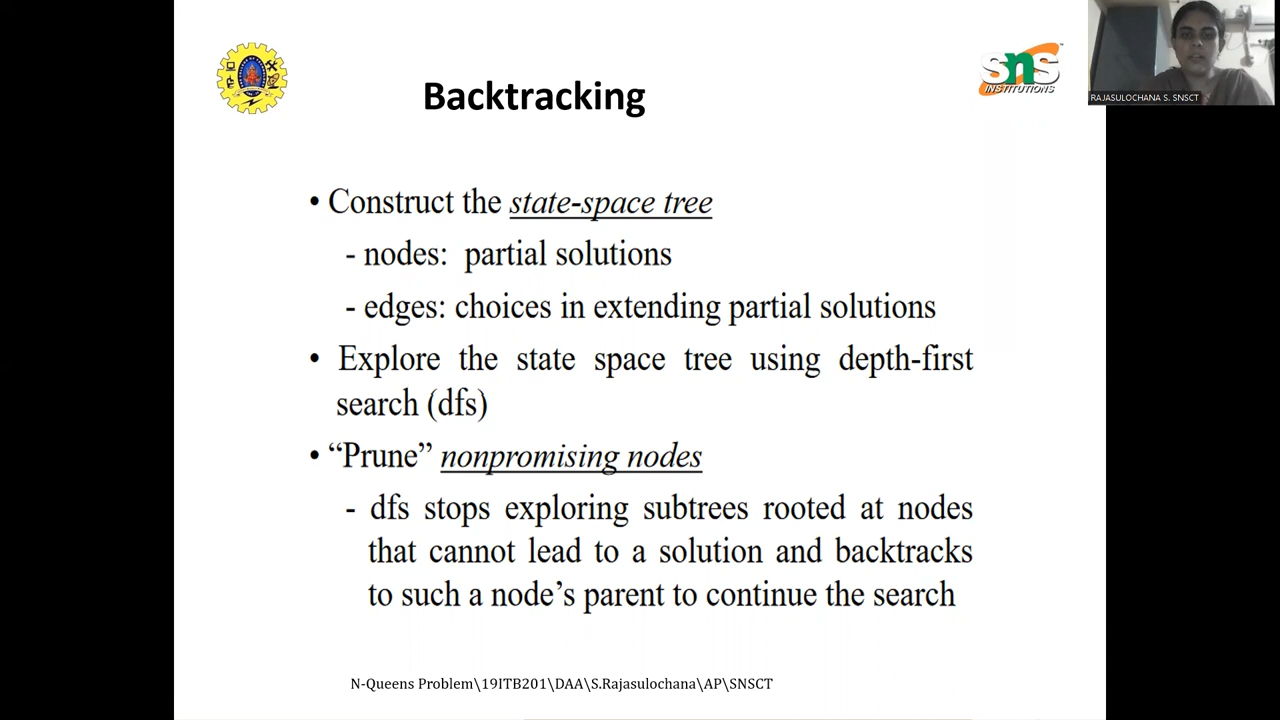 Backtracking
sns
INSTITUTIONS
RAJASULOCHANA S. SNSCT
• Construct the state-space tree
- nodes: partial solutions
- edges: choices in extending partial solutions
• Explore the state space tree using depth-first
search (dfs)
• “Prune” nonpromising nodes
- dfs stops exploring subtrees rooted at nodes
that cannot lead to a solution and backtracks
to such a node’s parent to continue the search
N-Queens Problem\19ITB201\DAA\S.Rajasulochana\AP\SNSCT